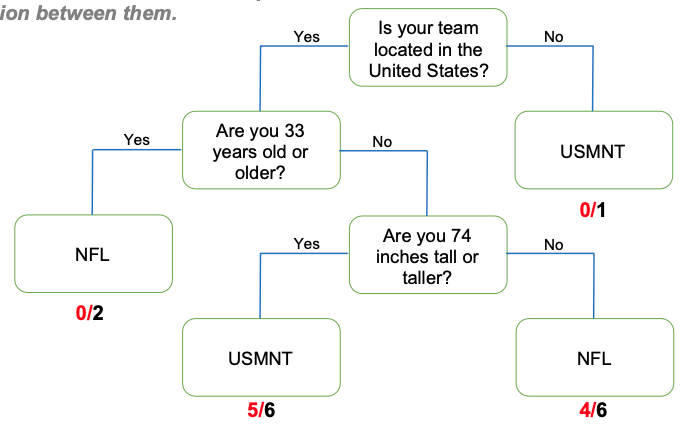 ion between them.
Is your team
located in the
United States?
Yes
No
Are you 33
years old or
older?
USMNT
0/1
Yes
No
NFL
0/2
Are you 74
inches tall or
taller?
Yes
No
USMNT
5/6
NFL
4/6